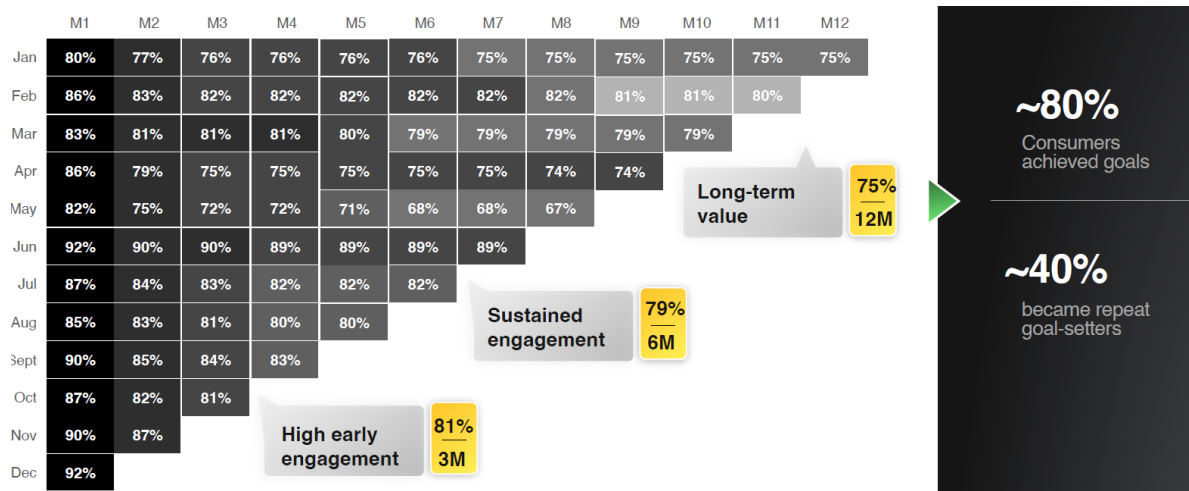 M1 M2 M3 M4 M5 M6 M7 M8 M9 M10 M11 M12
Jan 80% 77% 76% 76% 76% 76% 75% 75% 75% 75% 75% 75%
Feb 86% 83% 82% 82% 82% 82% 82% 82% 81% 81% 80%
Mar 83% 81% 81% 81% 80% 79% 79% 79% 79% 79%
Apr 86% 79% 75% 75% 75% 75% 75% 74% 74%
May 82% 75% 72% 72% 71% 68% 68% 67%
Jun 92% 90% 90% 89% 89% 89% 89%
Jul 87% 84% 83% 82% 82% 82%
Aug 85% 83% 81% 80% 80%
Sept 90% 85% 84% 83%
Oct 87% 82% 81%
Nov 90% 87%
Dec 92%
High early
engagement
81%
3M
Sustained
engagement
79%
6M
Long-term
value
75%
12M
~80%
Consumers
achieved goals
~40%
became repeat
goal-setters